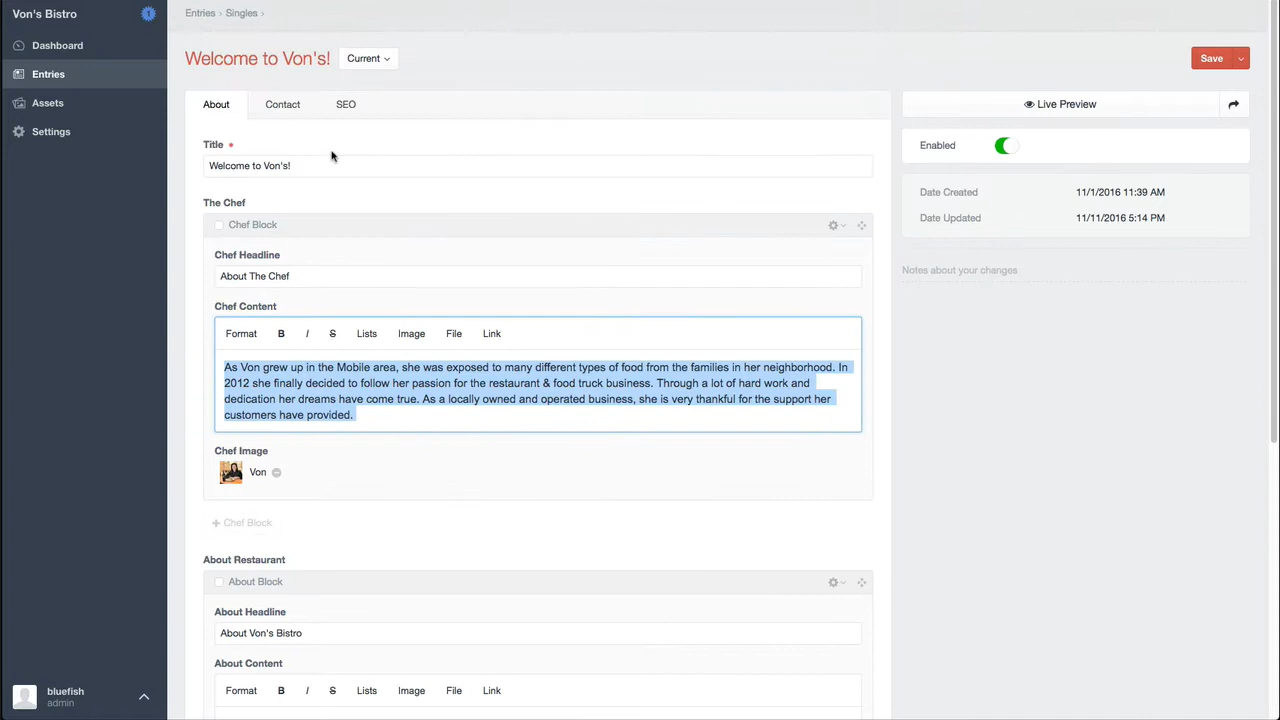 Von's Bistro
1
Entries › Singles ›
Dashboard
Entries
Assets
Settings
Welcome to Von's!
Current
Save
About
Contact
SEO
Live Preview
Title *
Enabled
Welcome to Von's!
Date Created
11/1/2016 11:39 AM
Date Updated
11/11/2016 5:14 PM
Notes about your changes
The Chef
Chef Block
Chef Headline
About The Chef
Chef Content
Format B I S Lists Image File Link
As Von grew up in the Mobile area, she was exposed to many different types of food from the families in her neighborhood. In
2012 she finally decided to follow her passion for the restaurant & food truck business. Through a lot of hard work and
dedication her dreams have come true. As a locally owned and operated business, she is very thankful for the support her
customers have provided.
Chef Image
Von
+ Chef Block
About Restaurant
About Block
About Headline
About Von's Bistro
About Content
Format B I S Lists Image File Link
bluefish
admin